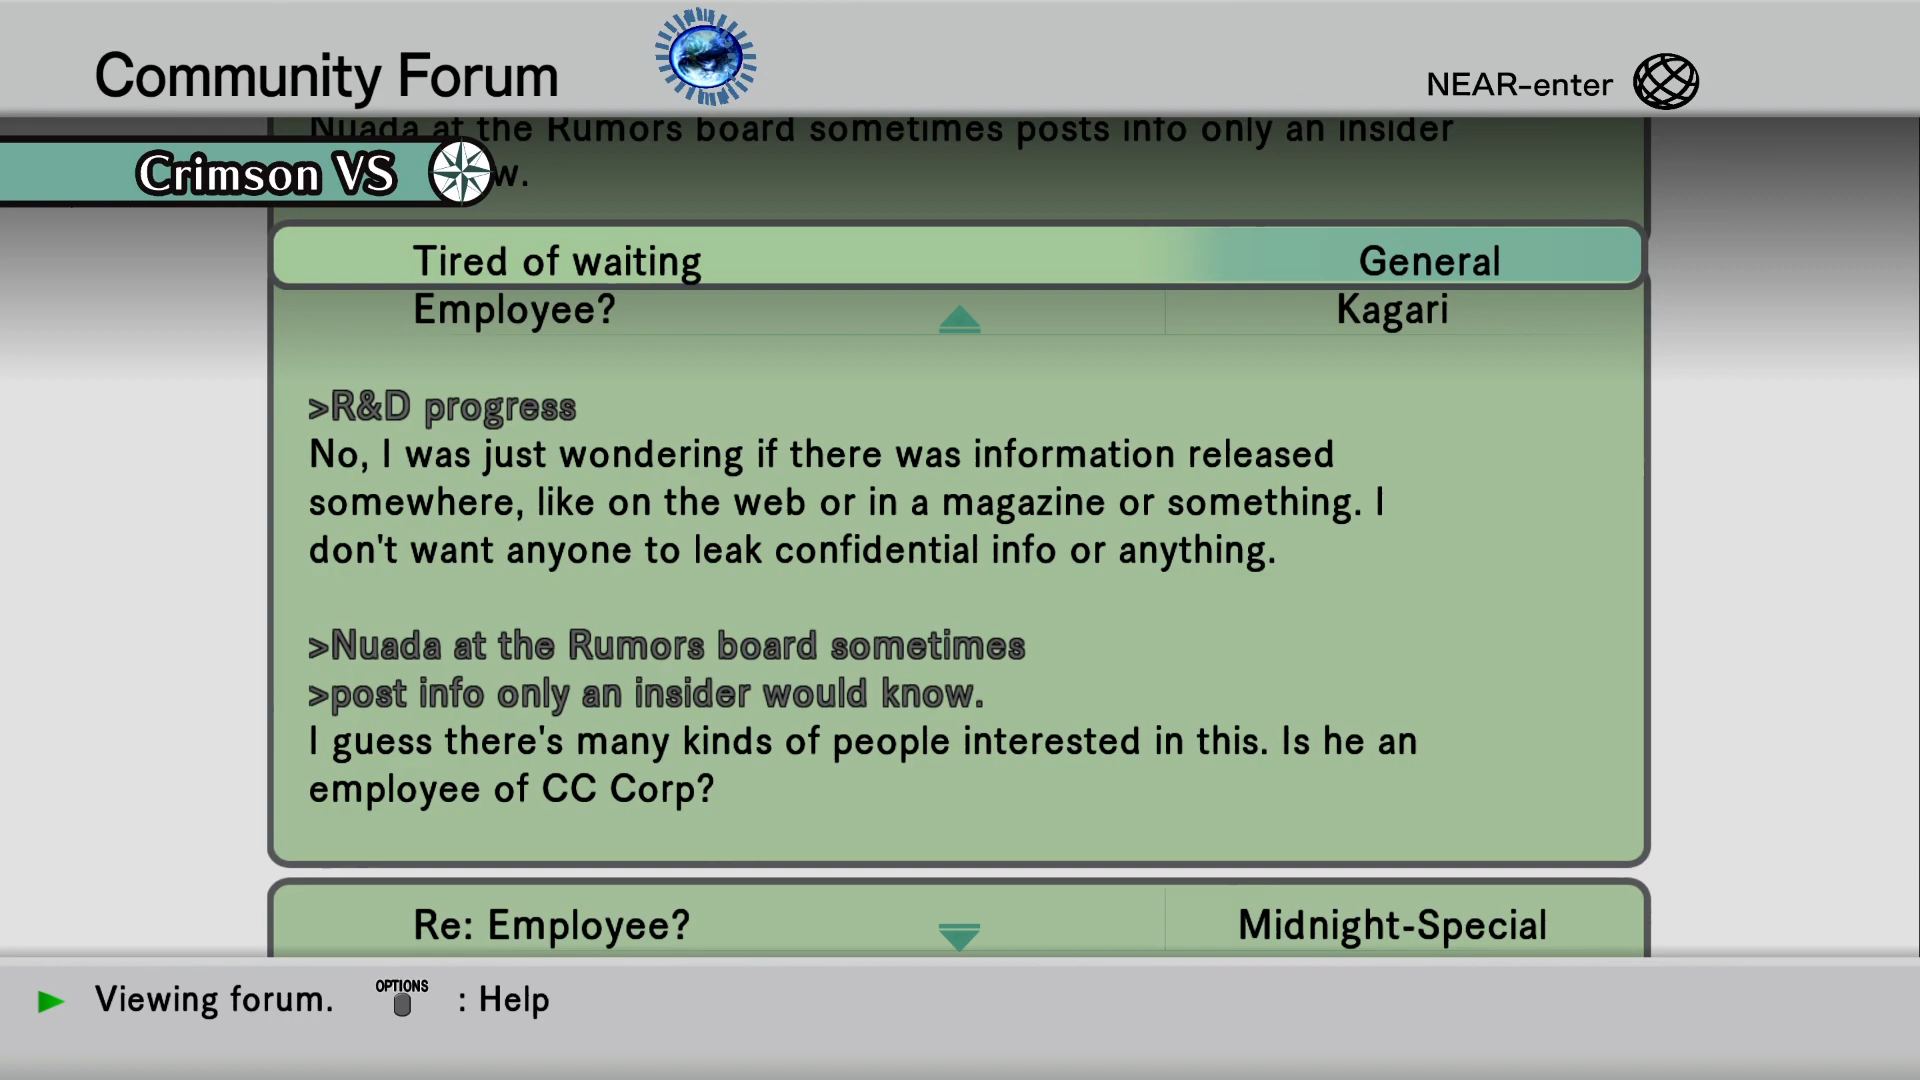 Community Forum
NEAR-enter
Nuada at the Rumors board sometimes posts info only an insider
w.
Crimson VS
Tired of waiting General
Employee? Kagari
>R&D progress
No, I was just wondering if there was information released
somewhere, like on the web or in a magazine or something. I
don't want anyone to leak confidential info or anything.
>Nuada at the Rumors board sometimes
>post info only an insider would know.
I guess there's many kinds of people interested in this. Is he an
employee of CC Corp?
Re: Employee? Midnight-Special
Viewing forum. OPTIONS : Help